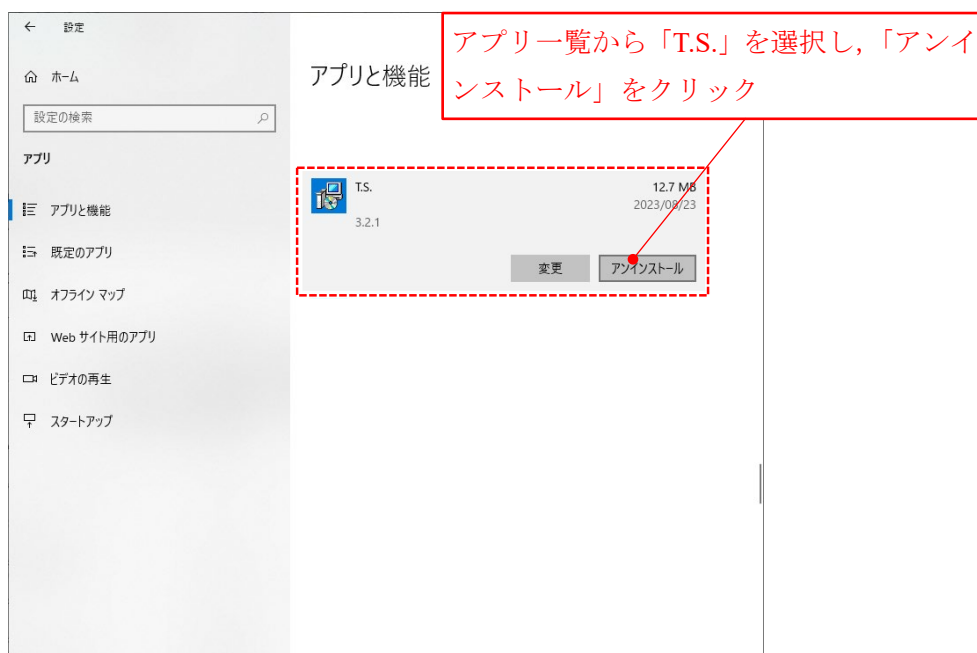 設定
アプリ一覧から「T.S.」を選択し,「アンイ
ンストール」をクリック
ホーム
アプリと機能
設定の検索
アプリ
T.S.
12.7 MB
2023/08/23
3.2.1
アプリと機能
変更
アンインストール
既定のアプリ
オフライン マップ
Web サイト用のアプリ
ビデオの再生
スタートアップ